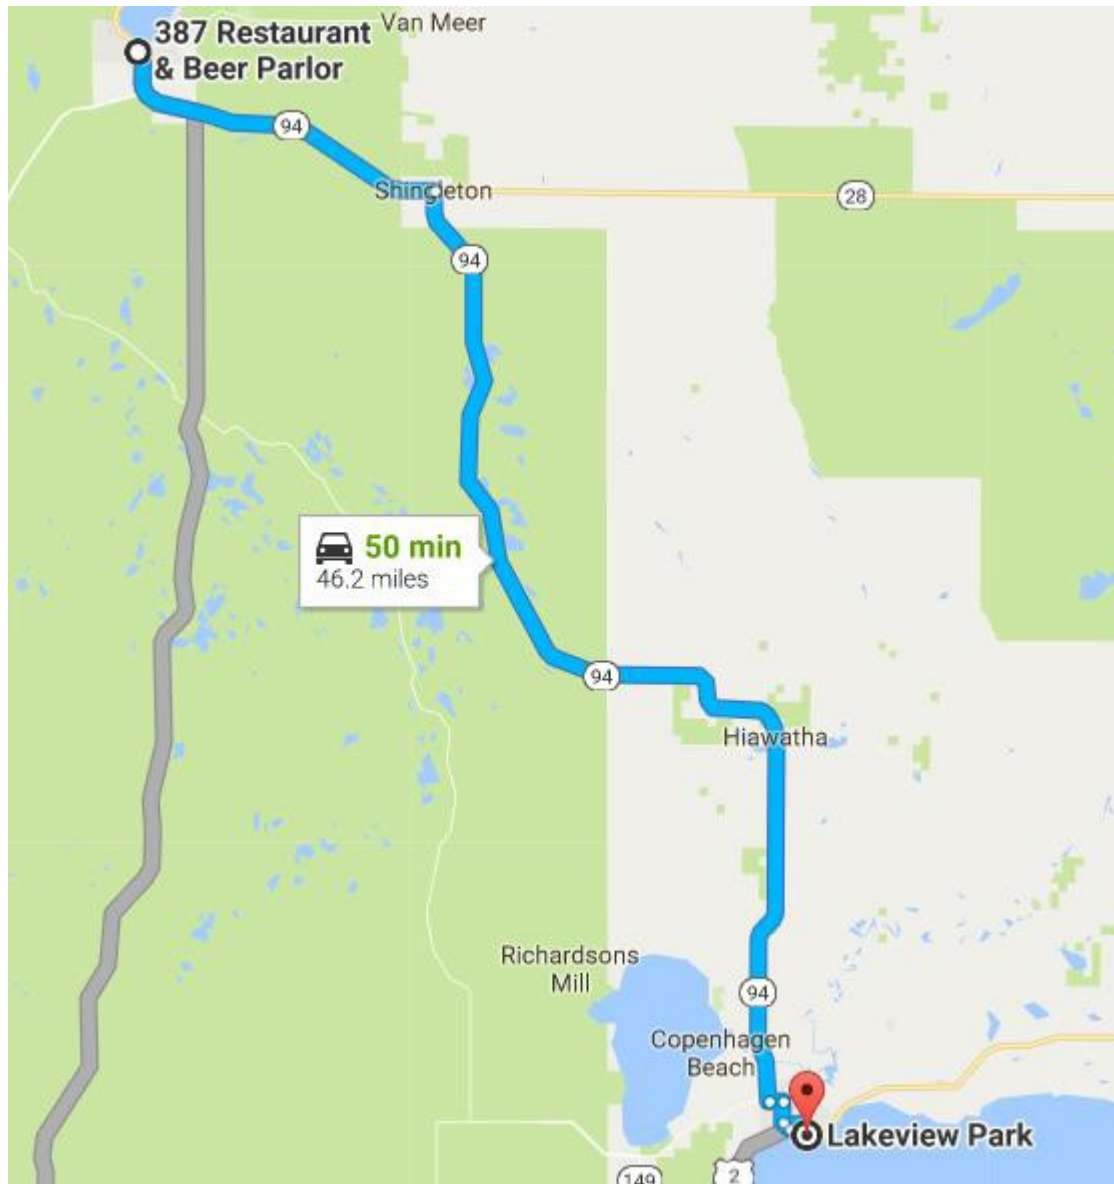 387 Restaurant
& Beer Parlor
Van Meer
94
Shingleton
28
94
50 min
46.2 miles
94
Hiawatha
Richardsons
Mill
94
Copenhagen
Beach
Lakeview Park
149
2